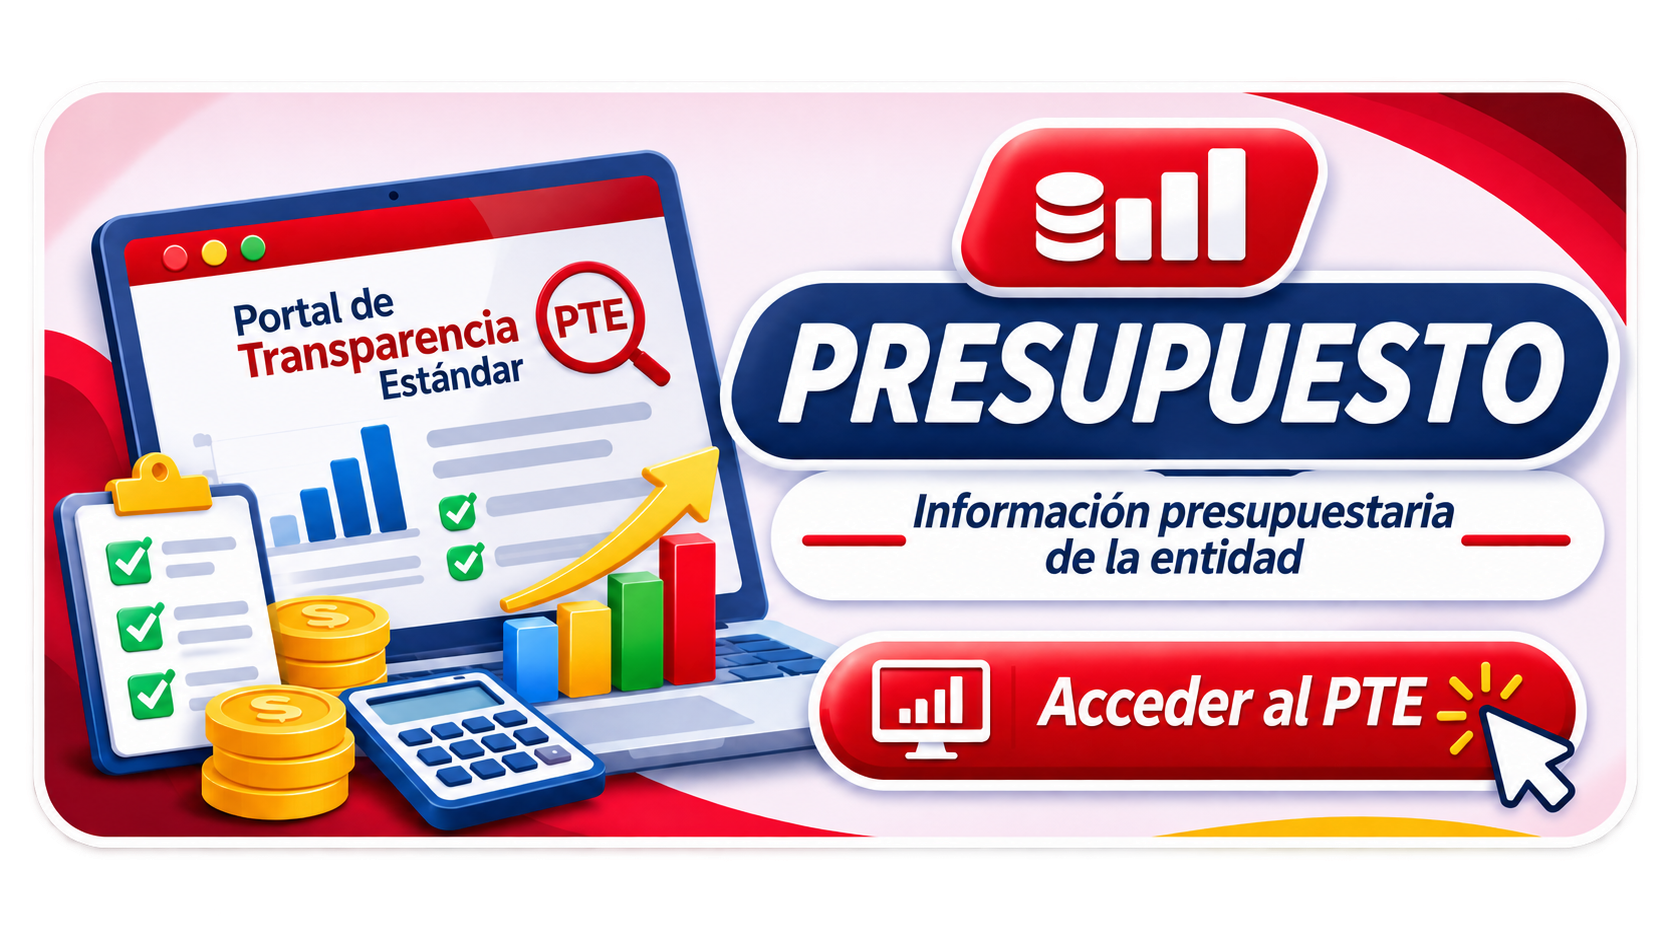 Portal de
Transparencia
Estándar
PTE
PRESUPUESTO
Información presupuestaria
de la entidad
Acceder al PTE